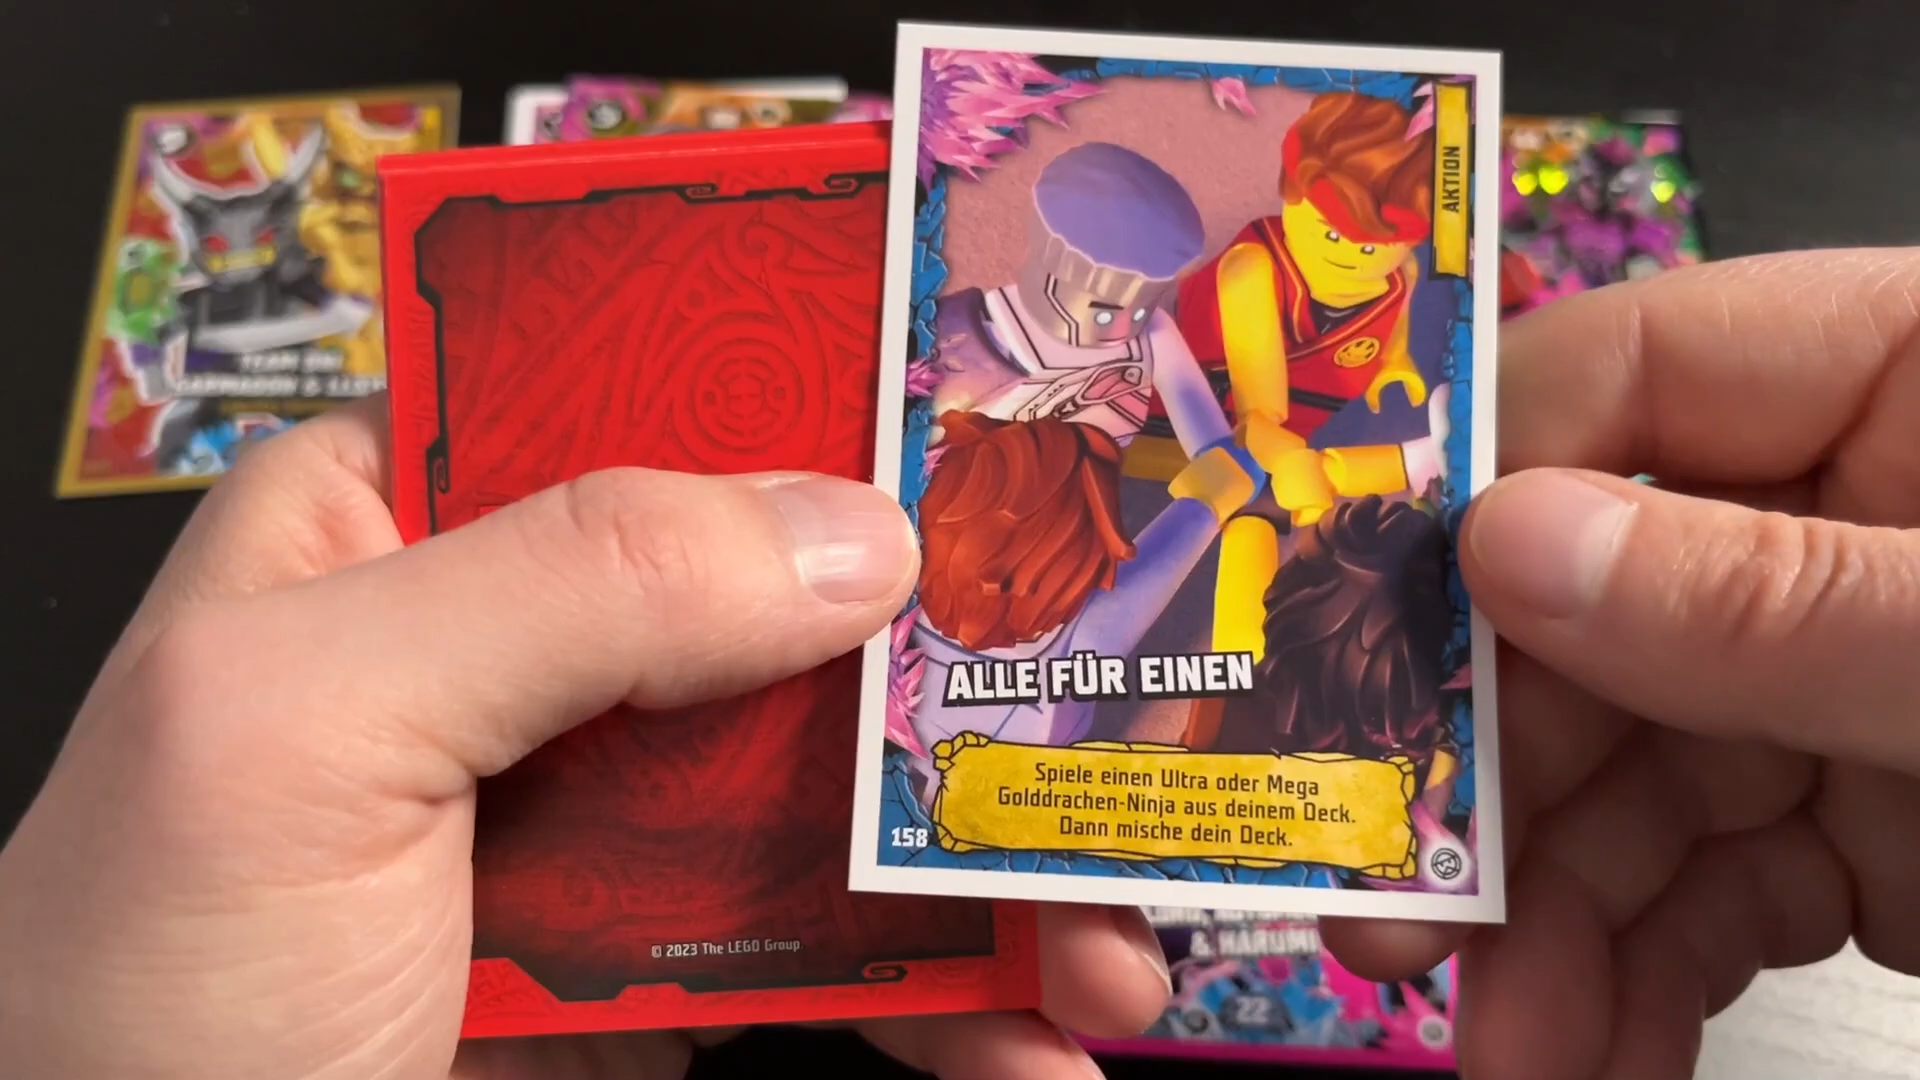 AKTION
ALLE FÜR EINEN
Spiele einen Ultra oder Mega
Golddrachen-Ninja aus deinem Deck.
Dann mische dein Deck.
158
© 2023 The LEGO Group.
& HARUMI
22